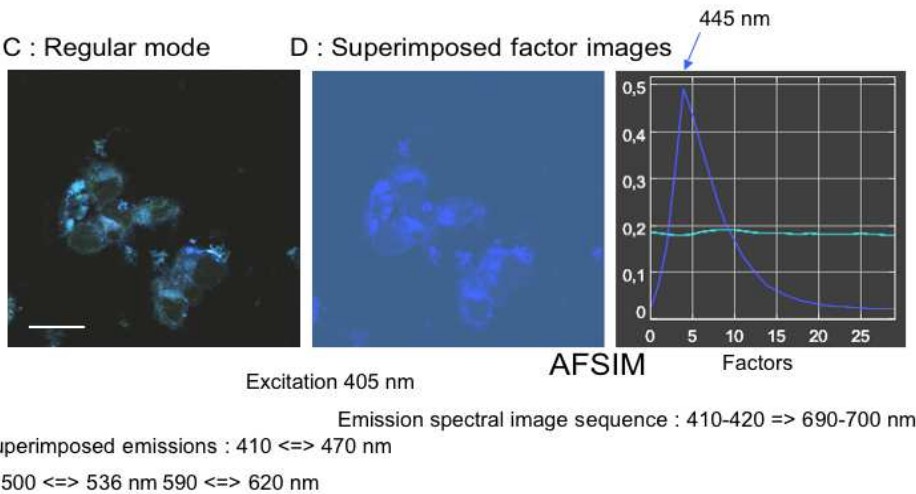 445 nm
C : Regular mode
D : Superimposed factor images
0,5
0,4
0,3
0,2
0,1
0
0 5 10 15 20 25
AFSIM
Factors
Excitation 405 nm
Emission spectral image sequence : 410-420 => 690-700 nm
uperimposed emissions : 410 <=> 470 nm
500 <=> 536 nm 590 <=> 620 nm